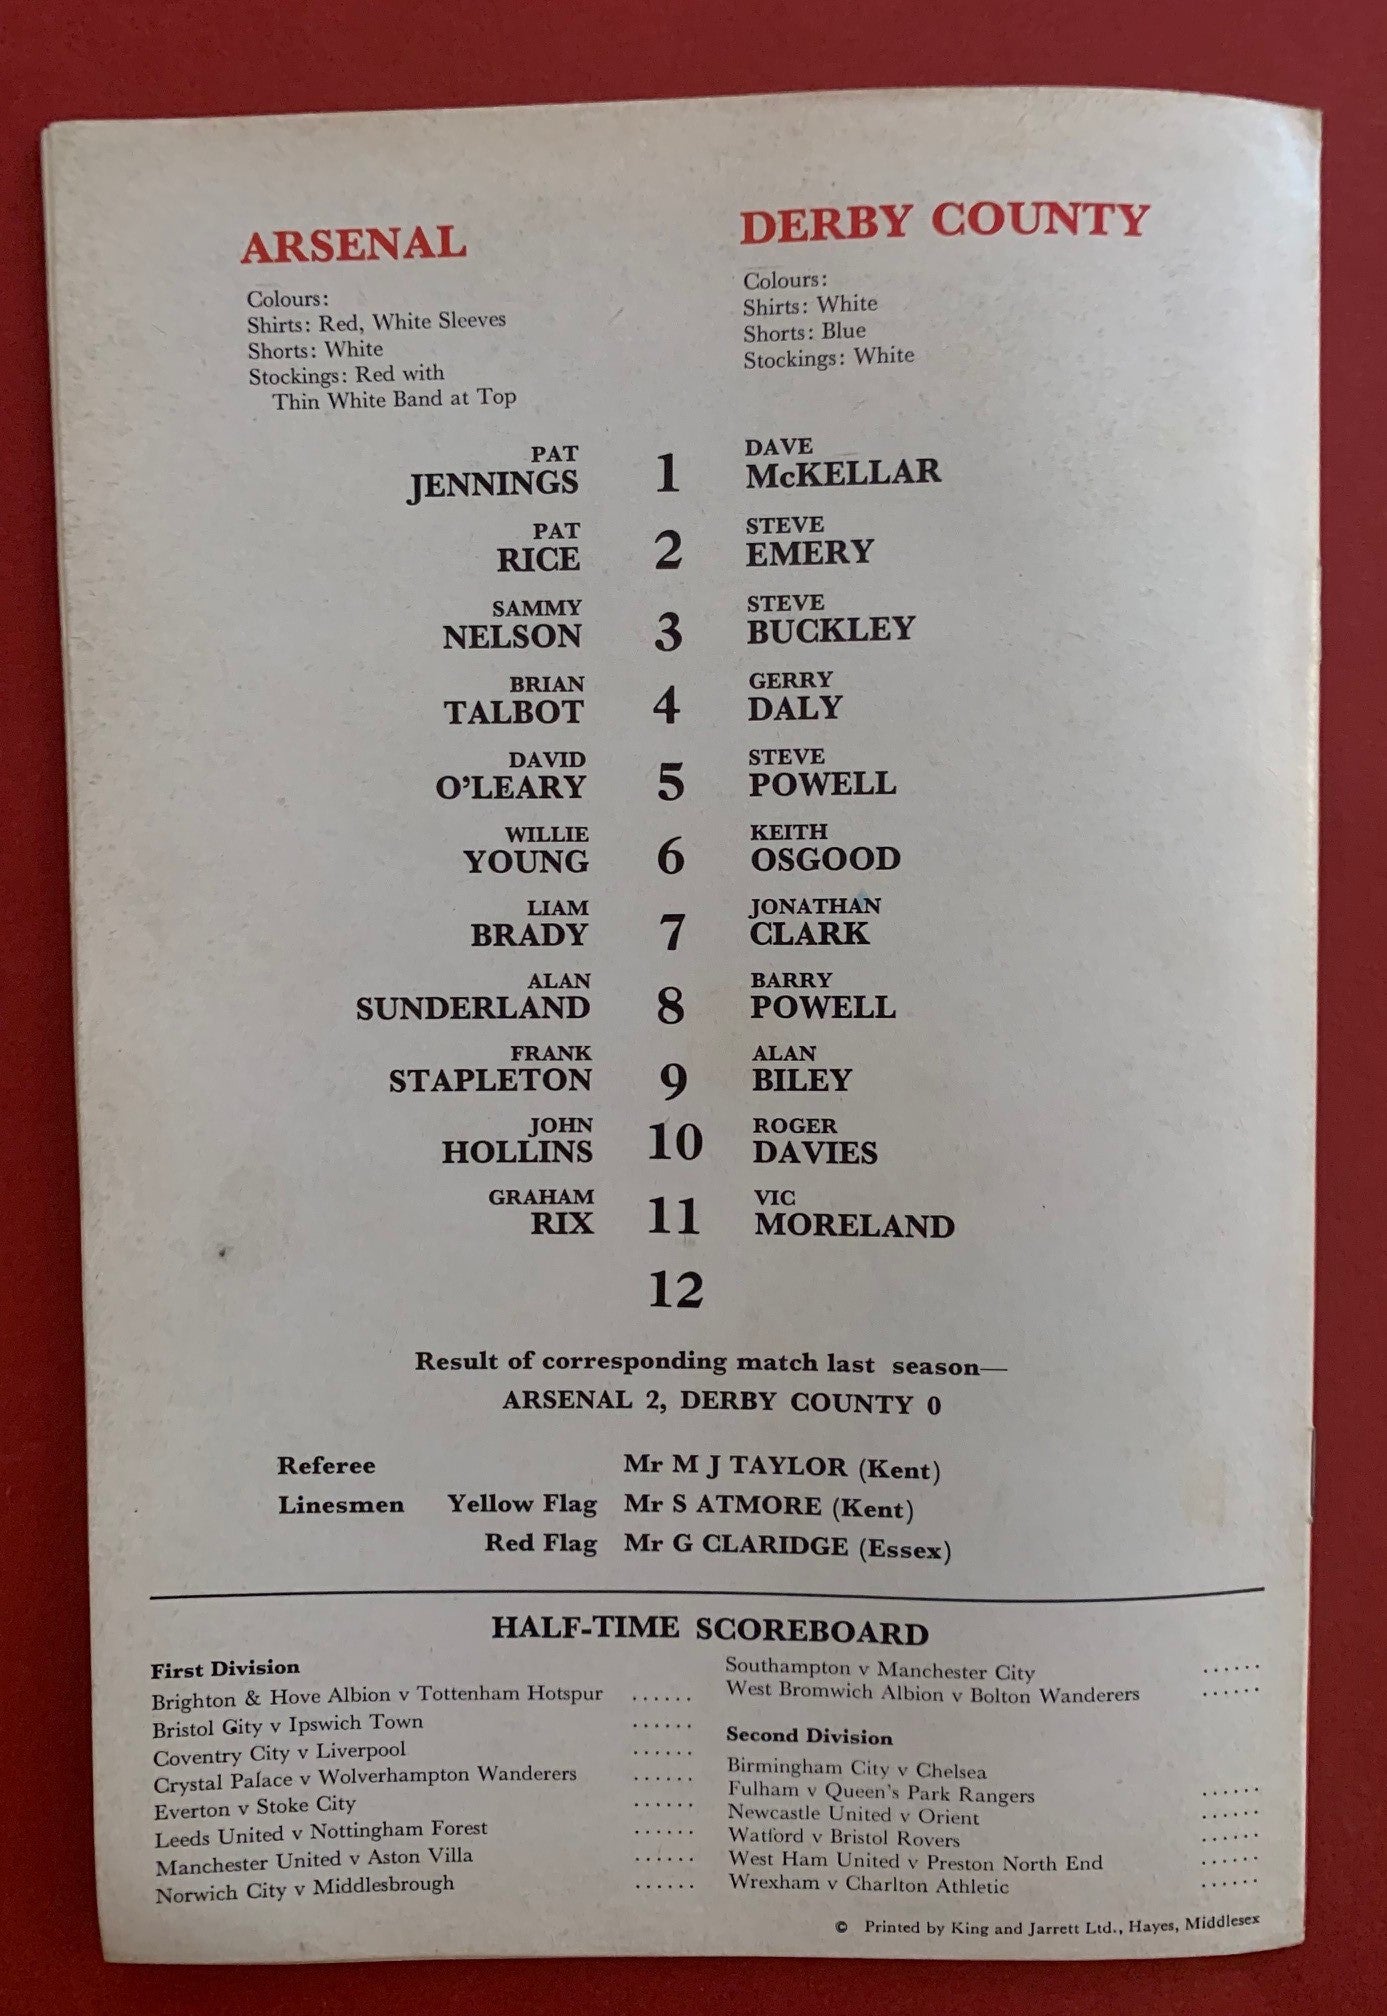 ARSENAL
Colours:
Shirts: Red, White Sleeves
Shorts: White
Stockings: Red with
Thin White Band at Top
DERBY COUNTY
Colours:
Shirts: White
Shorts: Blue
Stockings: White
PAT
JENNINGS
1
DAVE
McKELLAR
PAT
RICE
2
STEVE
EMERY
SAMMY
NELSON
3
STEVE
BUCKLEY
BRIAN
TALBOT
4
GERRY
DALY
DAVID
O'LEARY
5
STEVE
POWELL
WILLIE
YOUNG
6
KEITH
OSGOOD
LIAM
BRADY
7
JONATHAN
CLARK
ALAN
SUNDERLAND
8
BARRY
POWELL
FRANK
STAPLETON
9
ALAN
BILEY
JOHN
HOLLINS
10
ROGER
DAVIES
GRAHAM
RIX
11
VIC
MORELAND
12
Result of corresponding match last season—
ARSENAL 2, DERBY COUNTY 0
Referee Mr M J TAYLOR (Kent)
Linesmen Yellow Flag Mr S ATMORE (Kent)
Red Flag Mr G CLARIDGE (Essex)
HALF-TIME SCOREBOARD
First Division
Brighton & Hove Albion v Tottenham Hotspur ......
Bristol City v Ipswich Town ......
Coventry City v Liverpool ......
Crystal Palace v Wolverhampton Wanderers ......
Everton v Stoke City ......
Leeds United v Nottingham Forest ......
Manchester United v Aston Villa ......
Norwich City v Middlesbrough ......
Southampton v Manchester City ......
West Bromwich Albion v Bolton Wanderers ......
Second Division
Birmingham City v Chelsea
Fulham v Queen's Park Rangers ......
Newcastle United v Orient ......
Watford v Bristol Rovers ......
West Ham United v Preston North End ......
Wrexham v Charlton Athletic ......
© Printed by King and Jarrett Ltd., Hayes, Middlesex